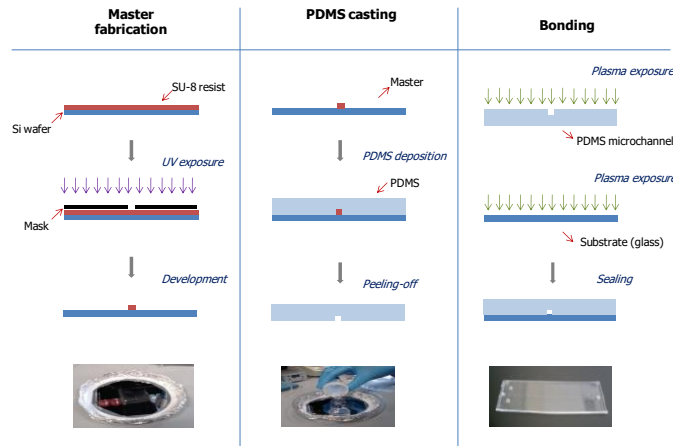 Master
fabrication
SU-8 resist
Si wafer
UV exposure
Mask
Development
PDMS casting
Master
PDMS deposition
PDMS
Peeling-off
Bonding
Plasma exposure
PDMS microchannel
Plasma exposure
Substrate (glass)
Sealing